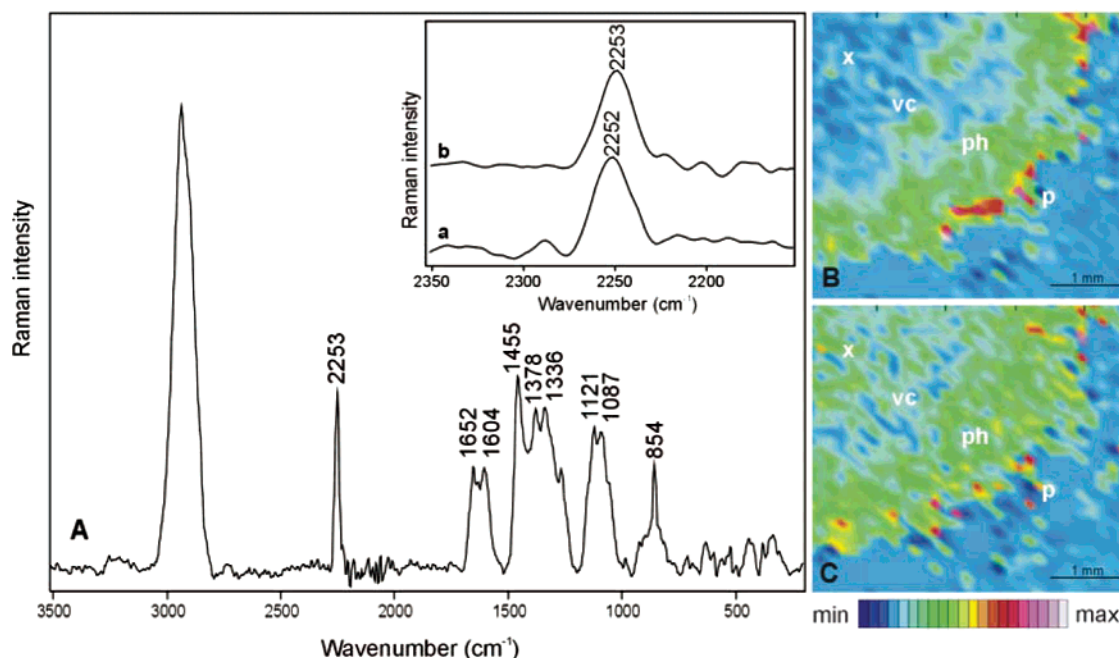 Raman intensity
A
2253
1652
1604
1455
1378
1336
1121
1087
854
3500 3000 2500 2000 1500 1000 500
Wavenumber (cm⁻¹)
Raman intensity
b
2253
a
2252
2350 2300 2250 2200
Wavenumber (cm⁻¹)
x
vc
ph
p
B
1 mm
x
vc
ph
p
C
1 mm
min max